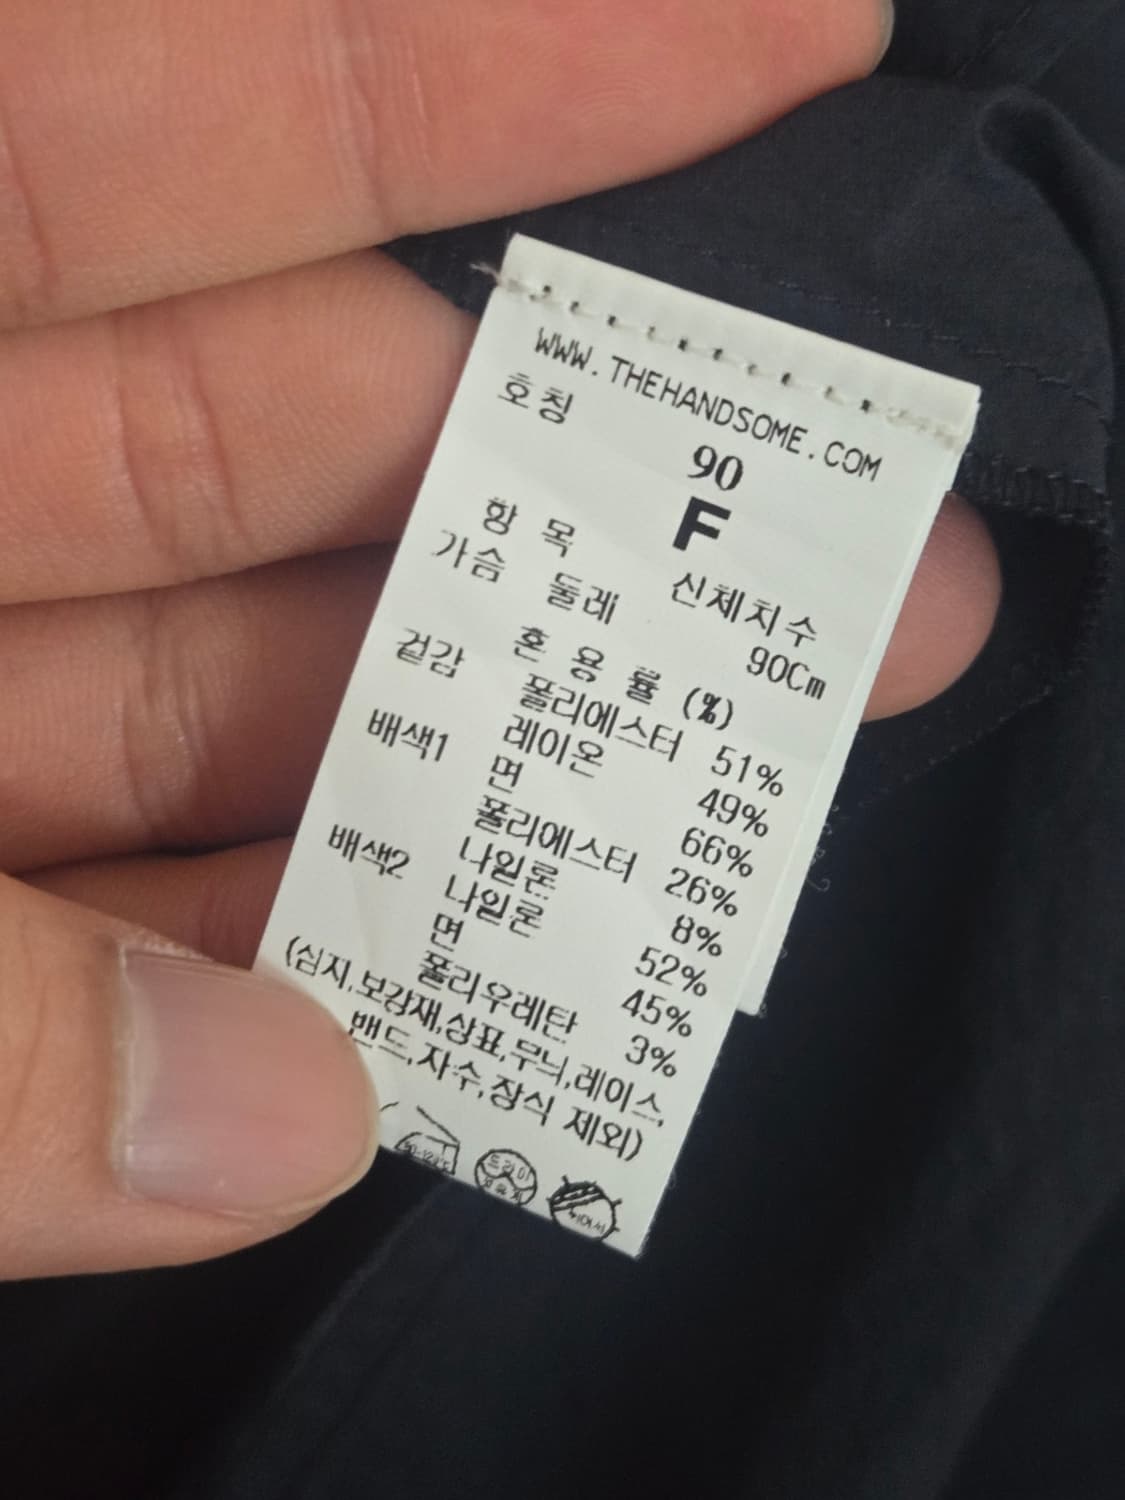 WWW.THEHANDSOME.COM
호칭
90
F
항 목 신체치수
가슴 둘레 90Cm
혼 용 률 (%)
겉감 폴리에스터 51%
레이온 49%
배색1 면 66%
폴리에스터 26%
나일론 8%
배색2 나일론 52%
면 45%
폴리우레탄 3%
(심지,보강재,상표,무늬,레이스,
밴드,자수,장식 제외)
드라이